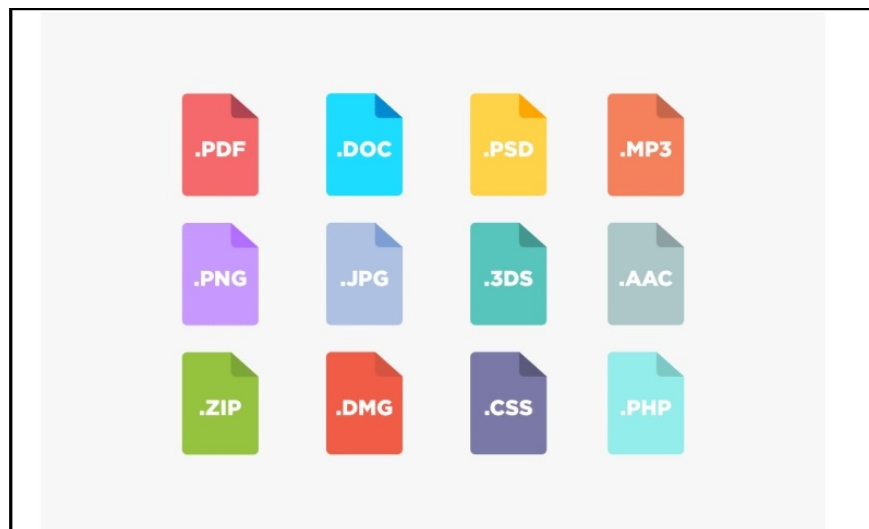 .PDF .DOC .PSD .MP3
.PNG .JPG .3DS .AAC
.ZIP .DMG .CSS .PHP